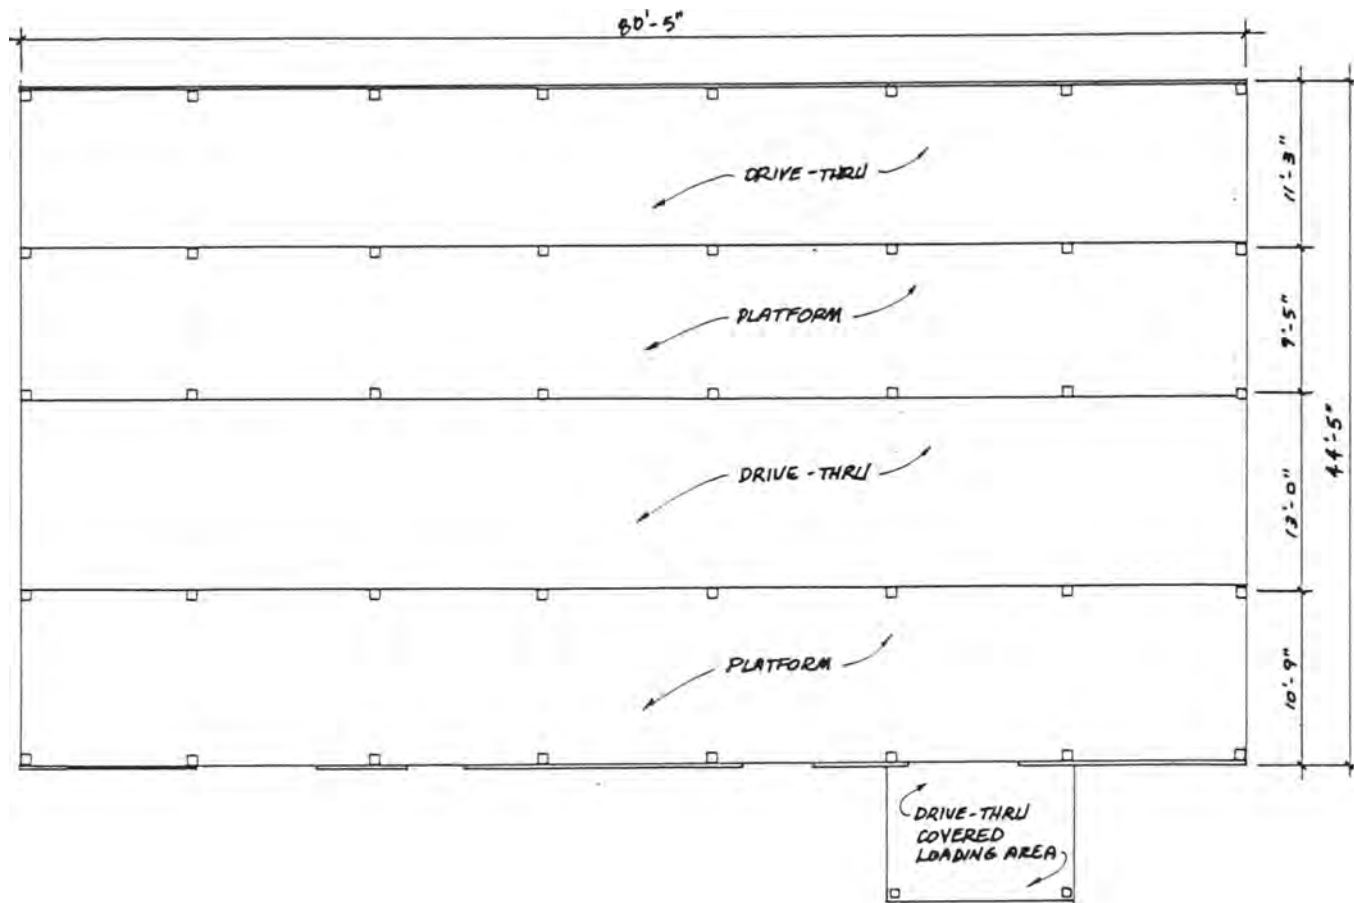 80'-5"
DRIVE-THRU
11'-3"
PLATFORM
9'-5"
44'-5"
DRIVE-THRU
13'-0"
PLATFORM
10'-9"
DRIVE-THRU
COVERED
LOADING AREA